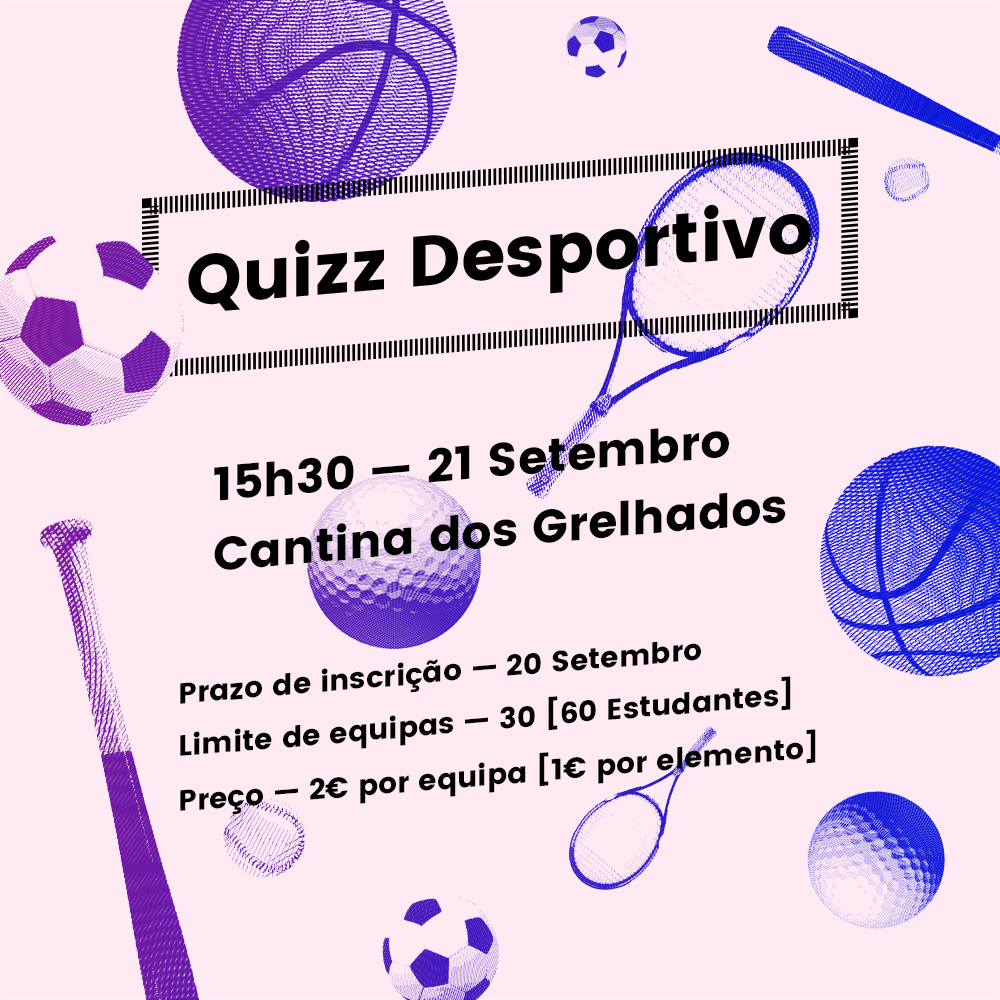 Quizz Desportivo
15h30 — 21 Setembro
Cantina dos Grelhados
Prazo de inscrição — 20 Setembro
Limite de equipas — 30 [60 Estudantes]
Preço — 2€ por equipa [1€ por elemento]